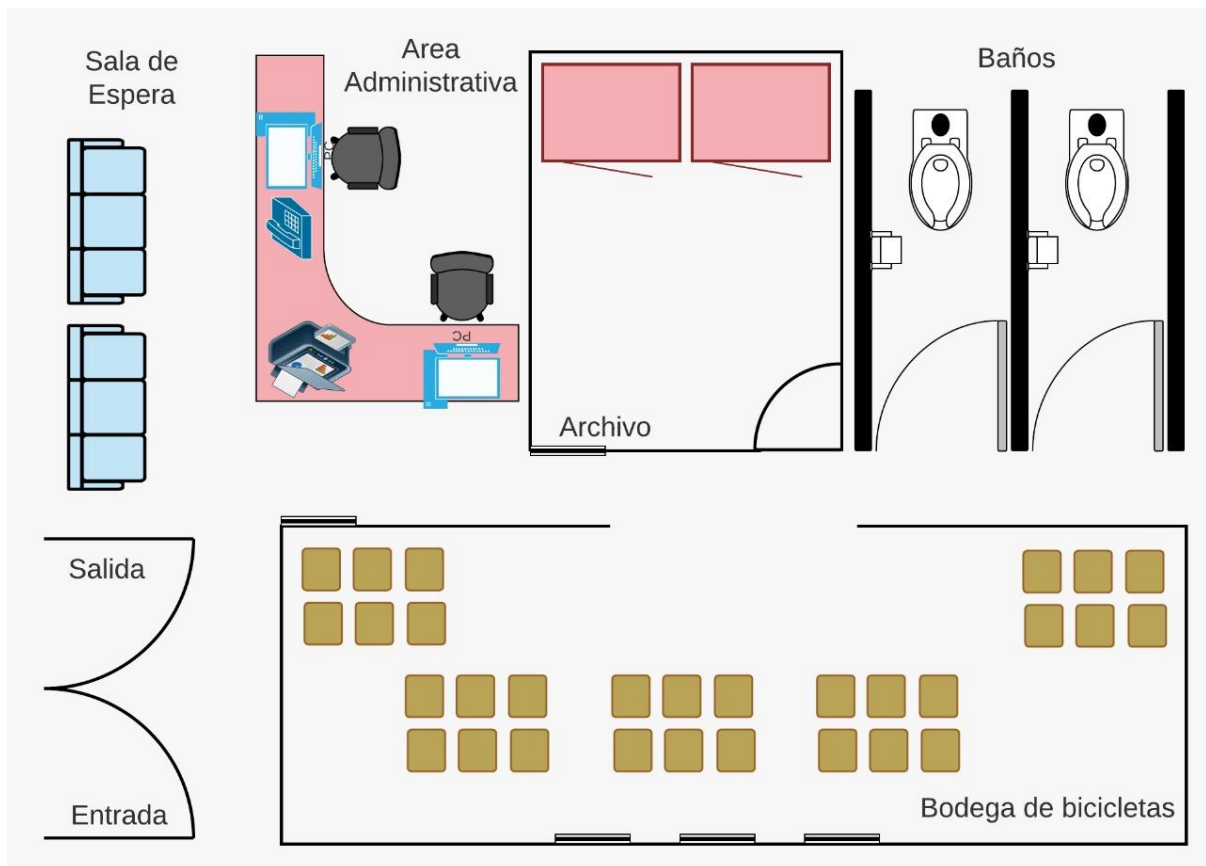 Sala de
Espera
Area
Administrativa
Baños
PC
PC
Archivo
Salida
Entrada
Bodega de bicicletas